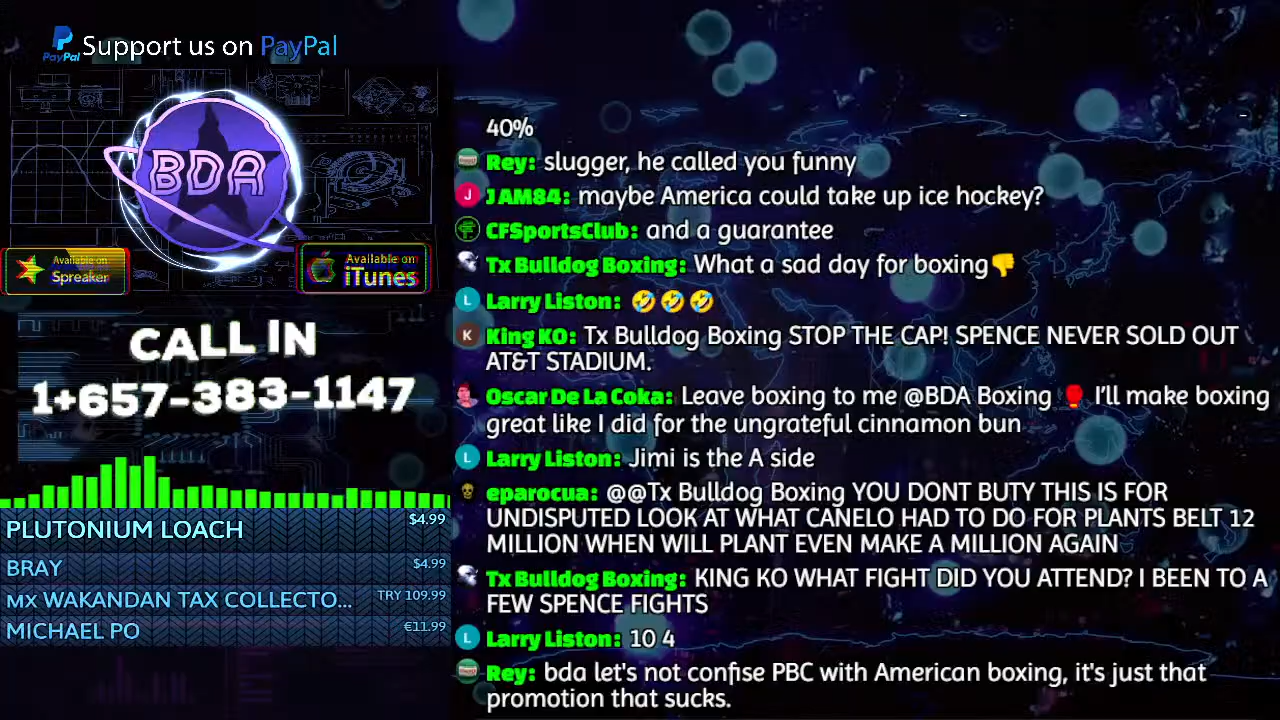 PayPal
Support us on PayPal
BDA
Available on
Spreaker
Available on
iTunes
CALL IN
1+657-383-1147
PLUTONIUM LOACH $4.99
BRAY $4.99
MX WAKANDAN TAX COLLECTO... TRY 109.99
MICHAEL PO €11.99
40%
Rey: slugger, he called you funny
J
J AM84: maybe America could take up ice hockey?
CFSportsClub: and a guarantee
Tx Bulldog Boxing: What a sad day for boxing👎
L
Larry Liston: 🤣🤣🤣
K
King KO: Tx Bulldog Boxing STOP THE CAP! SPENCE NEVER SOLD OUT
AT&T STADIUM.
Oscar De La Coka: Leave boxing to me @BDA Boxing 🥊 I’ll make boxing
great like I did for the ungrateful cinnamon bun
L
Larry Liston: Jimi is the A side
eparocua: @@Tx Bulldog Boxing YOU DONT BUTY THIS IS FOR
UNDISPUTED LOOK AT WHAT CANELO HAD TO DO FOR PLANTS BELT 12
MILLION WHEN WILL PLANT EVEN MAKE A MILLION AGAIN
Tx Bulldog Boxing: KING KO WHAT FIGHT DID YOU ATTEND? I BEEN TO A
FEW SPENCE FIGHTS
L
Larry Liston: 10 4
Rey: bda let's not confise PBC with American boxing, it's just that
promotion that sucks.